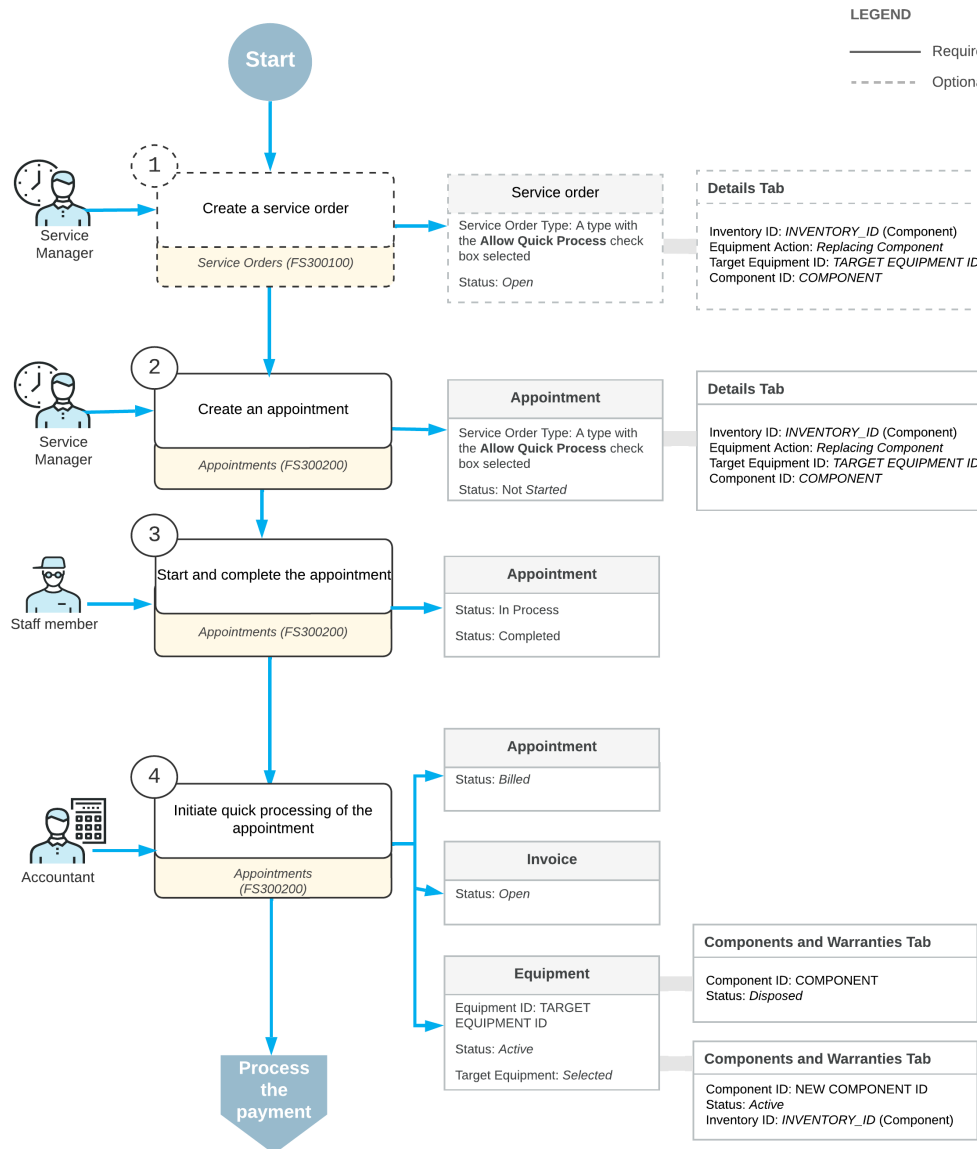 LEGEND
Start
1
Create a service order
Service Orders (FS300100)
Service
Manager
Service order
Service Order Type: A type with
the Allow Quick Process check
box selected
Status: Open
Details Tab
Inventory ID: INVENTORY_ID (Component)
Equipment Action: Replacing Component
Target Equipment ID: TARGET EQUIPMENT ID
Component ID: COMPONENT
2
Create an appointment
Appointments (FS300200)
Service
Manager
Appointment
Service Order Type: A type with
the Allow Quick Process check
box selected
Status: Not Started
Details Tab
Inventory ID: INVENTORY_ID (Component)
Equipment Action: Replacing Component
Target Equipment ID: TARGET EQUIPMENT ID
Component ID: COMPONENT
3
Start and complete the appointment
Appointments (FS300200)
Staff member
Appointment
Status: In Process
Status: Completed
4
Initiate quick processing of the
appointment
Appointments
(FS300200)
Accountant
Appointment
Status: Billed
Invoice
Status: Open
Equipment
Equipment ID: TARGET
EQUIPMENT ID
Status: Active
Target Equipment: Selected
Components and Warranties Tab
Component ID: COMPONENT
Status: Disposed
Components and Warranties Tab
Component ID: NEW COMPONENT ID
Status: Active
Inventory ID: INVENTORY_ID (Component)
Process
the
payment